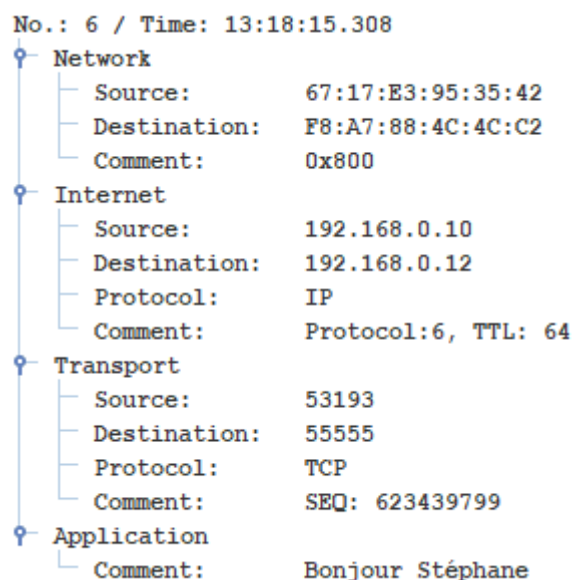 No.: 6 / Time: 13:18:15.308
Network
Source: 67:17:E3:95:35:42
Destination: F8:A7:88:4C:4C:C2
Comment: 0x800
Internet
Source: 192.168.0.10
Destination: 192.168.0.12
Protocol: IP
Comment: Protocol:6, TTL: 64
Transport
Source: 53193
Destination: 55555
Protocol: TCP
Comment: SEQ: 623439799
Application
Comment: Bonjour Stéphane